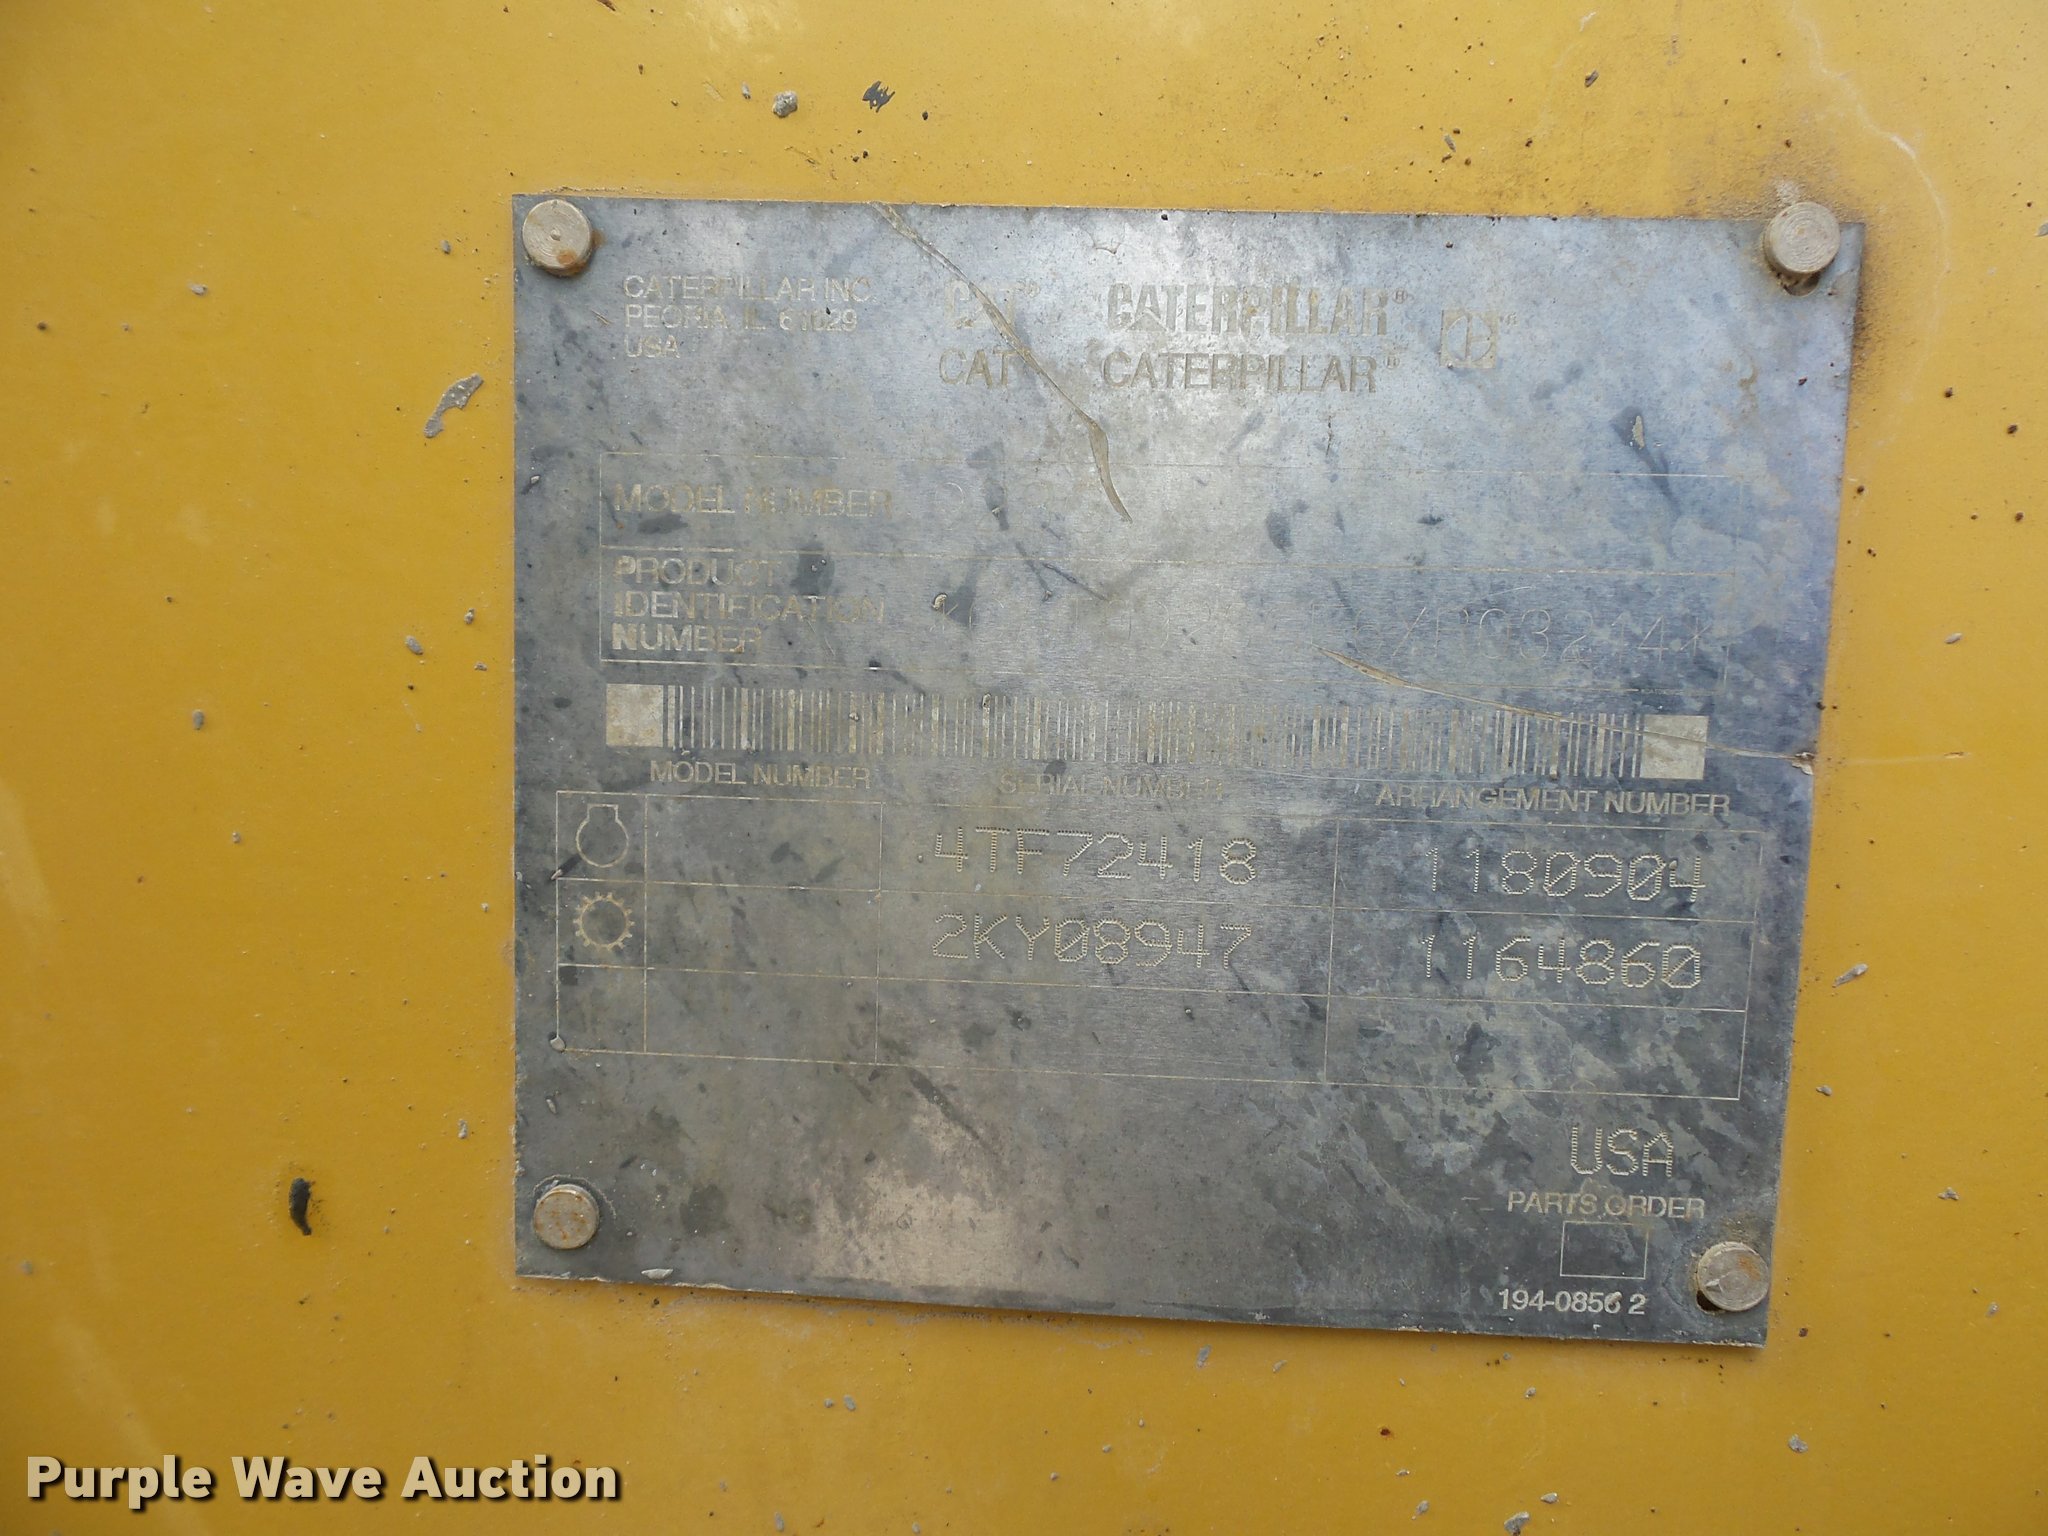 CATERPILLAR INC.
PEORIA, IL 61629
USA
CAT® CATERPILLAR® ®
CAT CATERPILLAR®
MODEL NUMBER
PRODUCT
IDENTIFICATION
NUMBER
XR03214*
MODEL NUMBER SERIAL NUMBER ARRANGEMENT NUMBER
4TF72418 1180904
2KY08947 1164860
USA
PARTS ORDER
194-0856 2
Purple Wave Auction